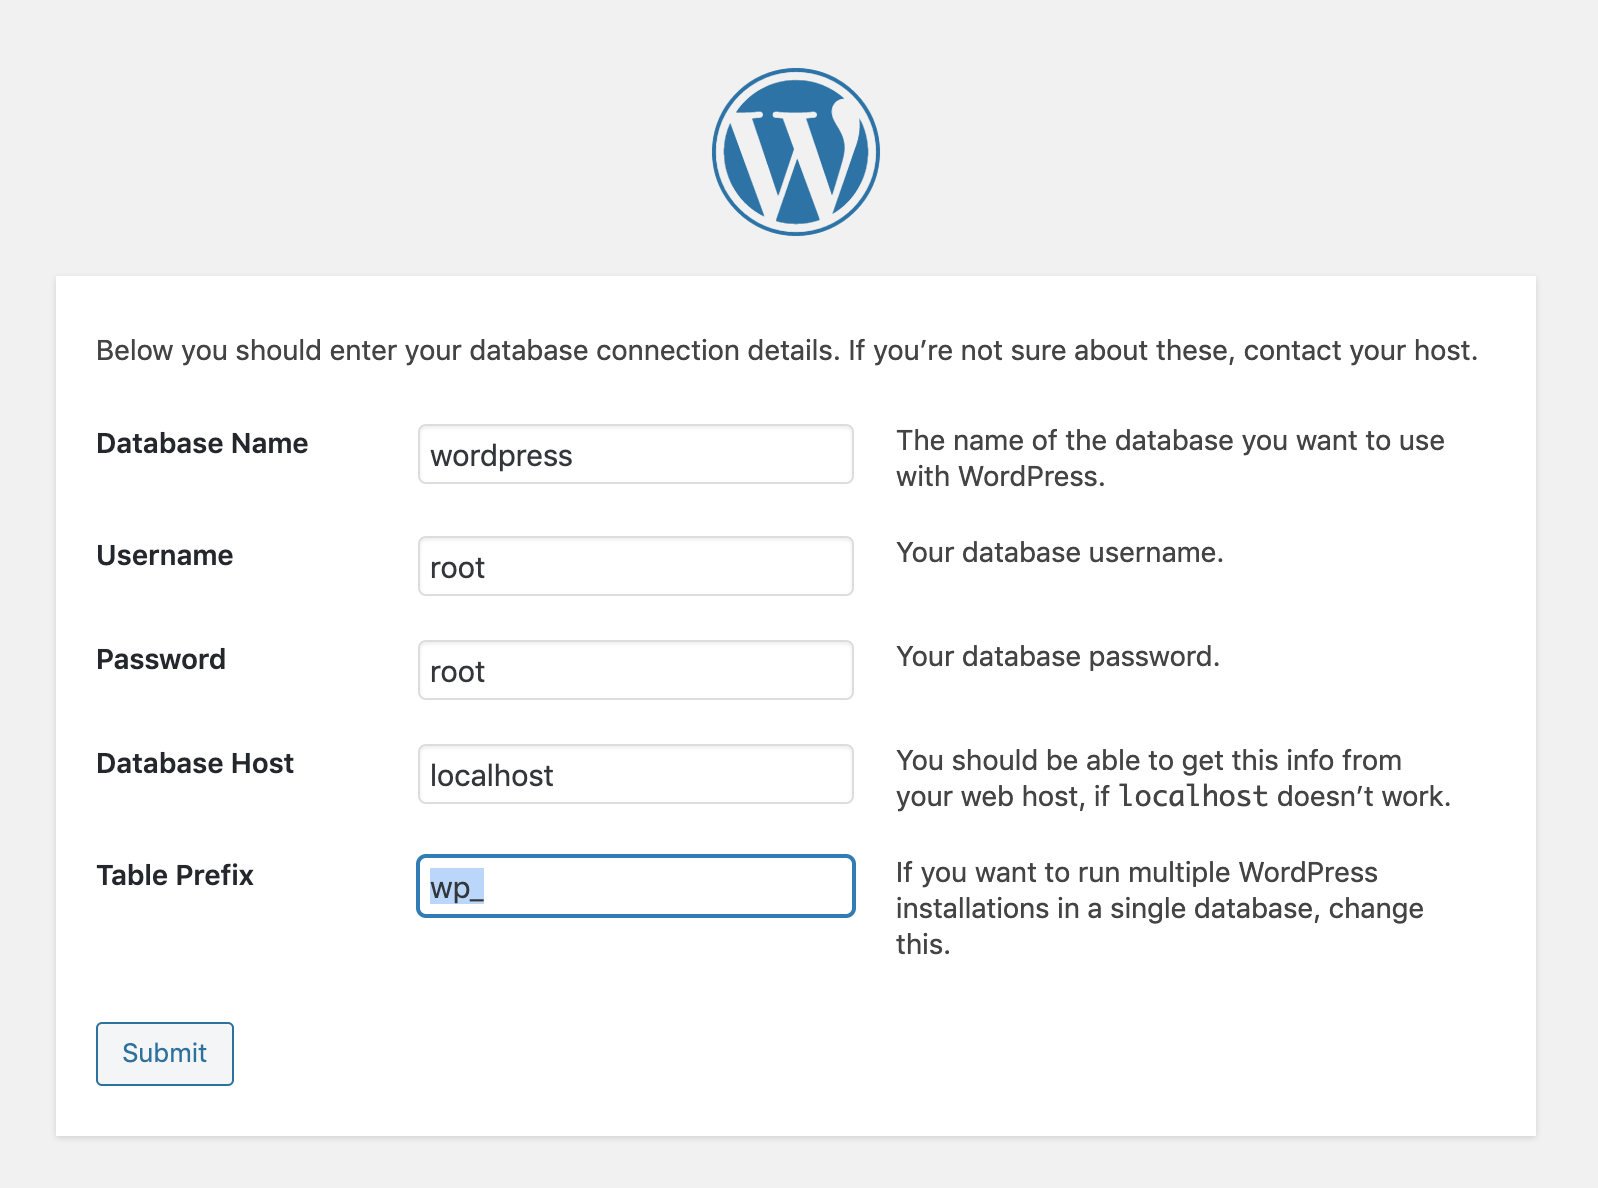 Below you should enter your database connection details. If you’re not sure about these, contact your host.
Database Name
wordpress
The name of the database you want to use
with WordPress.
Username
root
Your database username.
Password
root
Your database password.
Database Host
localhost
You should be able to get this info from
your web host, if localhost doesn’t work.
Table Prefix
wp_
If you want to run multiple WordPress
installations in a single database, change
this.
Submit